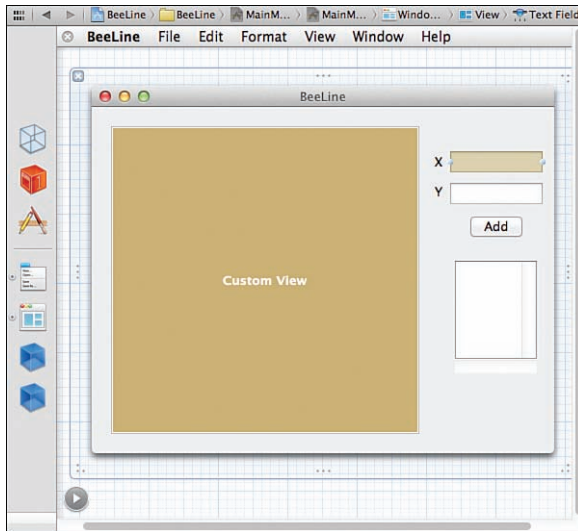 BeeLine BeeLine MainM... MainM... Windo... View Text Field
BeeLine File Edit Format View Window Help
BeeLine
X
Y
Add
Custom View